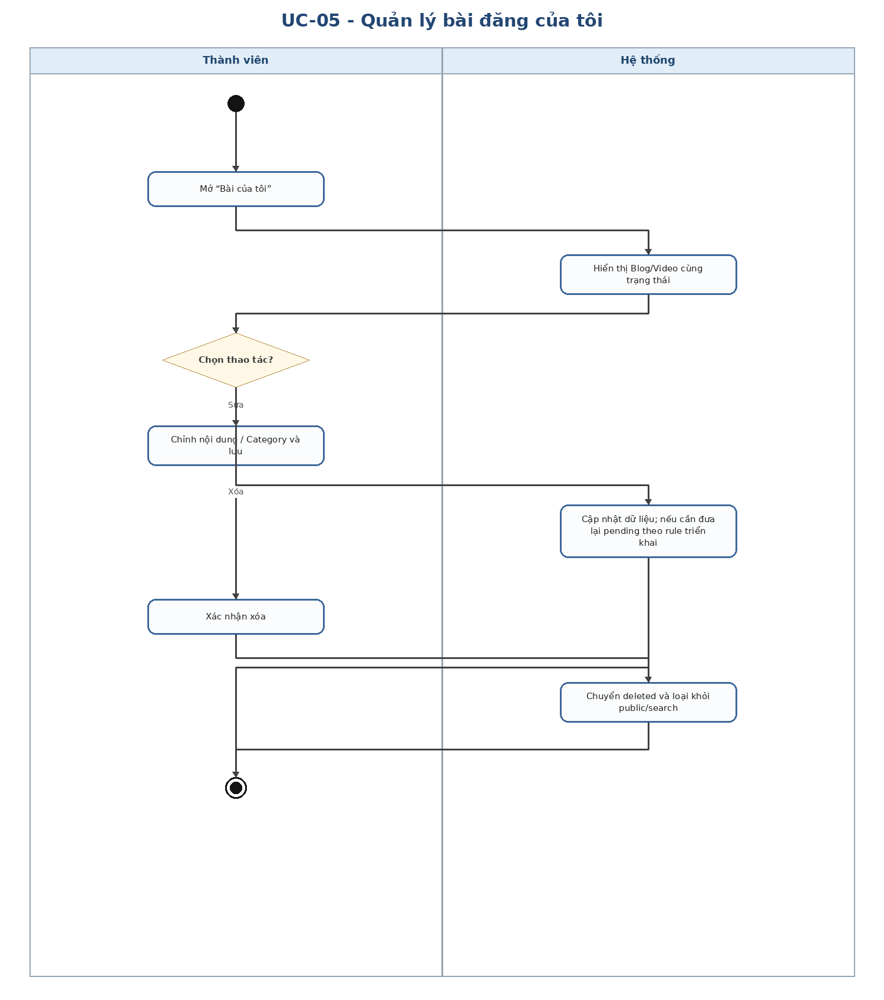 UC-05 - Quản lý bài đăng của tôi
Thành viên
Hệ thống
Mở “Bài của tôi”
Hiển thị Blog/Video cùng
trạng thái
Chọn thao tác?
Sửa
Chỉnh nội dung / Category và
lưu
Xóa
Cập nhật dữ liệu; nếu cần đưa
lại pending theo rule triển
khai
Xác nhận xóa
Chuyển deleted và loại khỏi
public/search